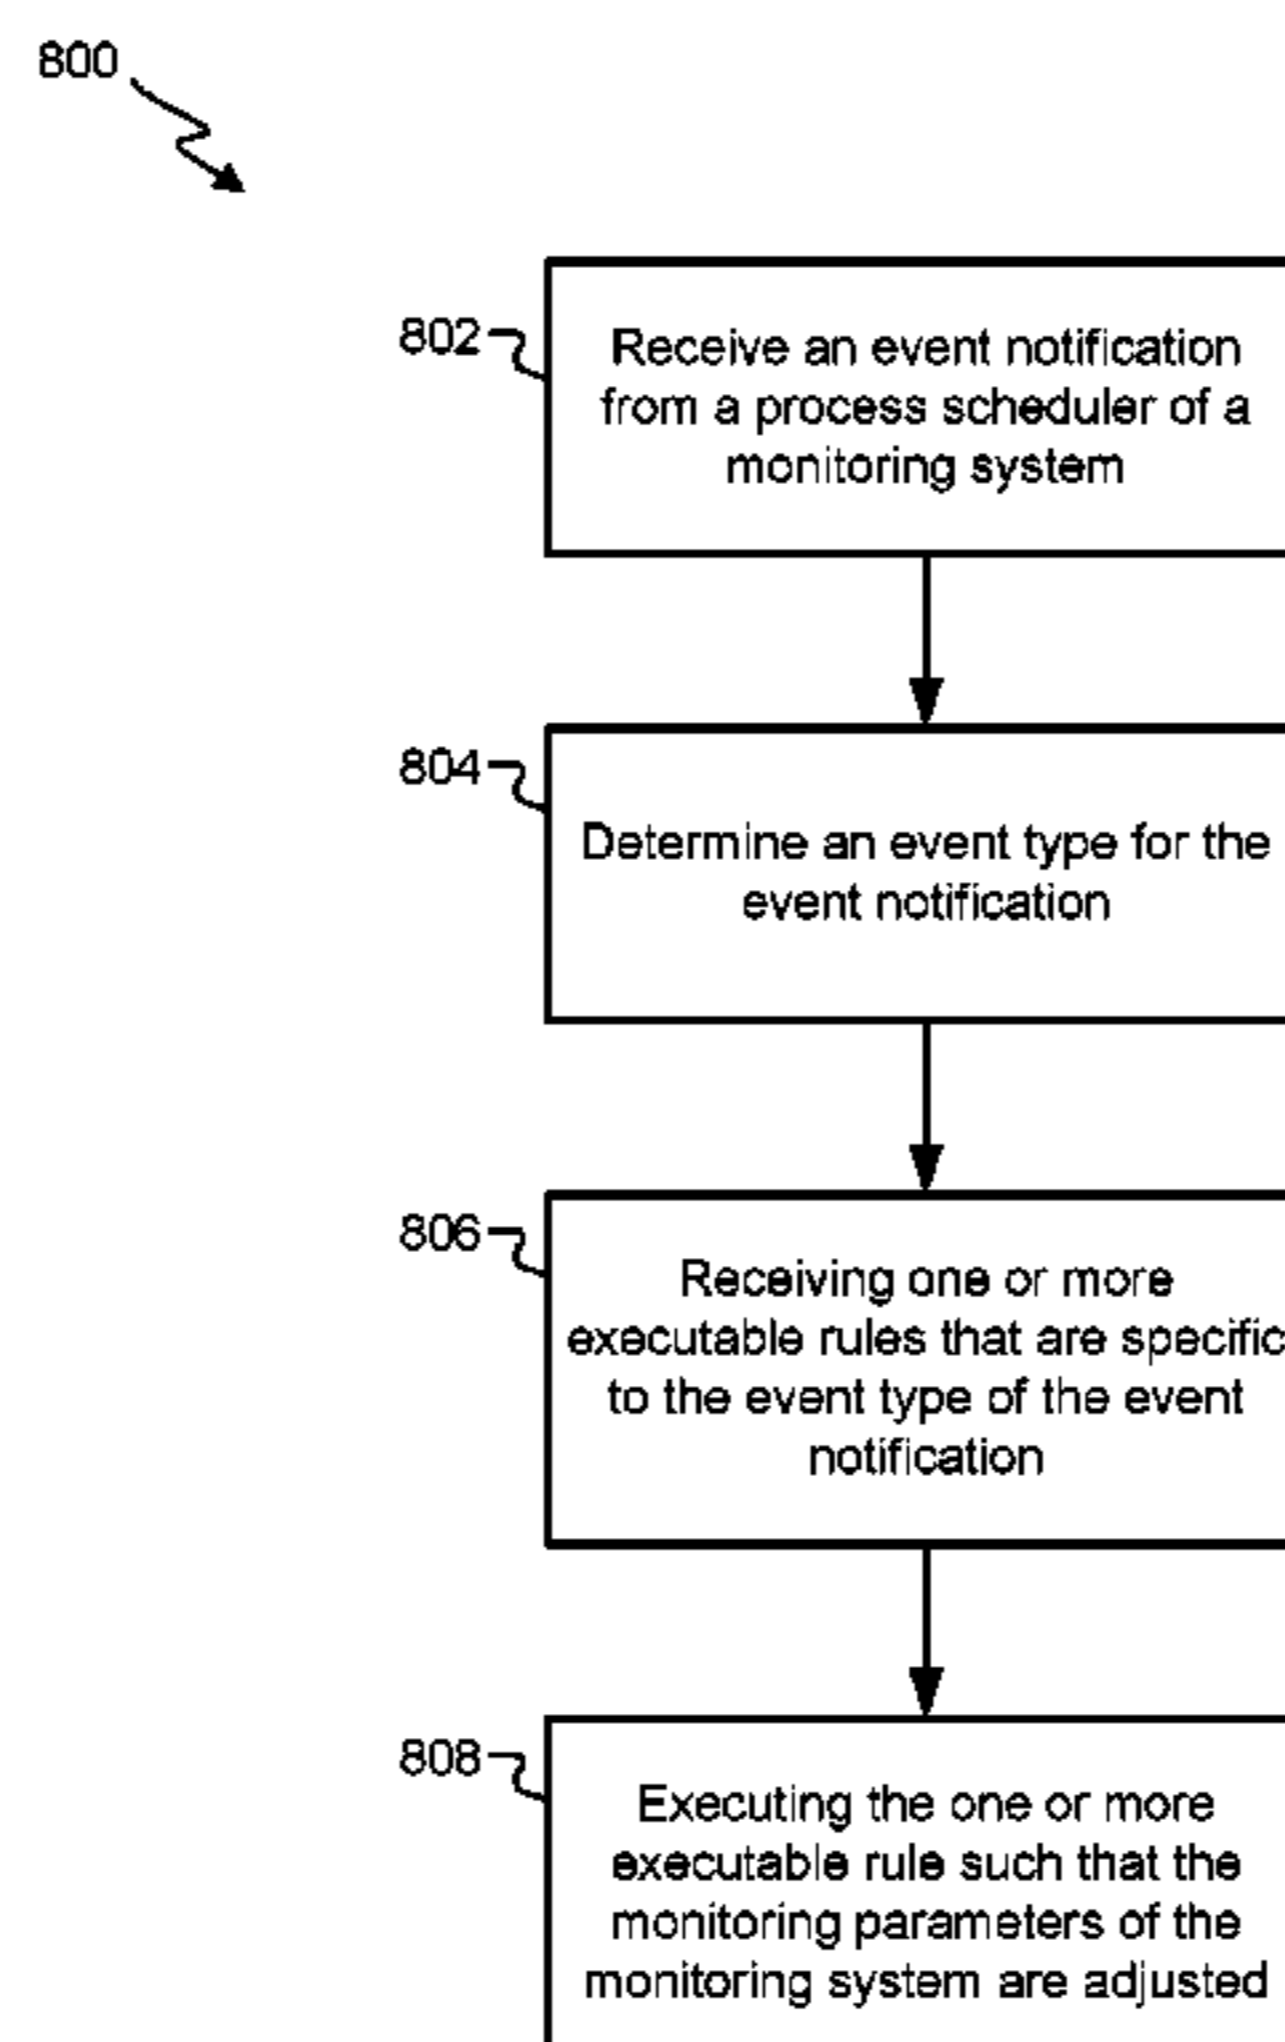 800
802
Receive an event notification
from a process scheduler of a
monitoring system
804
Determine an event type for the
event notification
806
Receiving one or more
executable rules that are specific
to the event type of the event
notification
808
Executing the one or more
executable rule such that the
monitoring parameters of the
monitoring system are adjusted